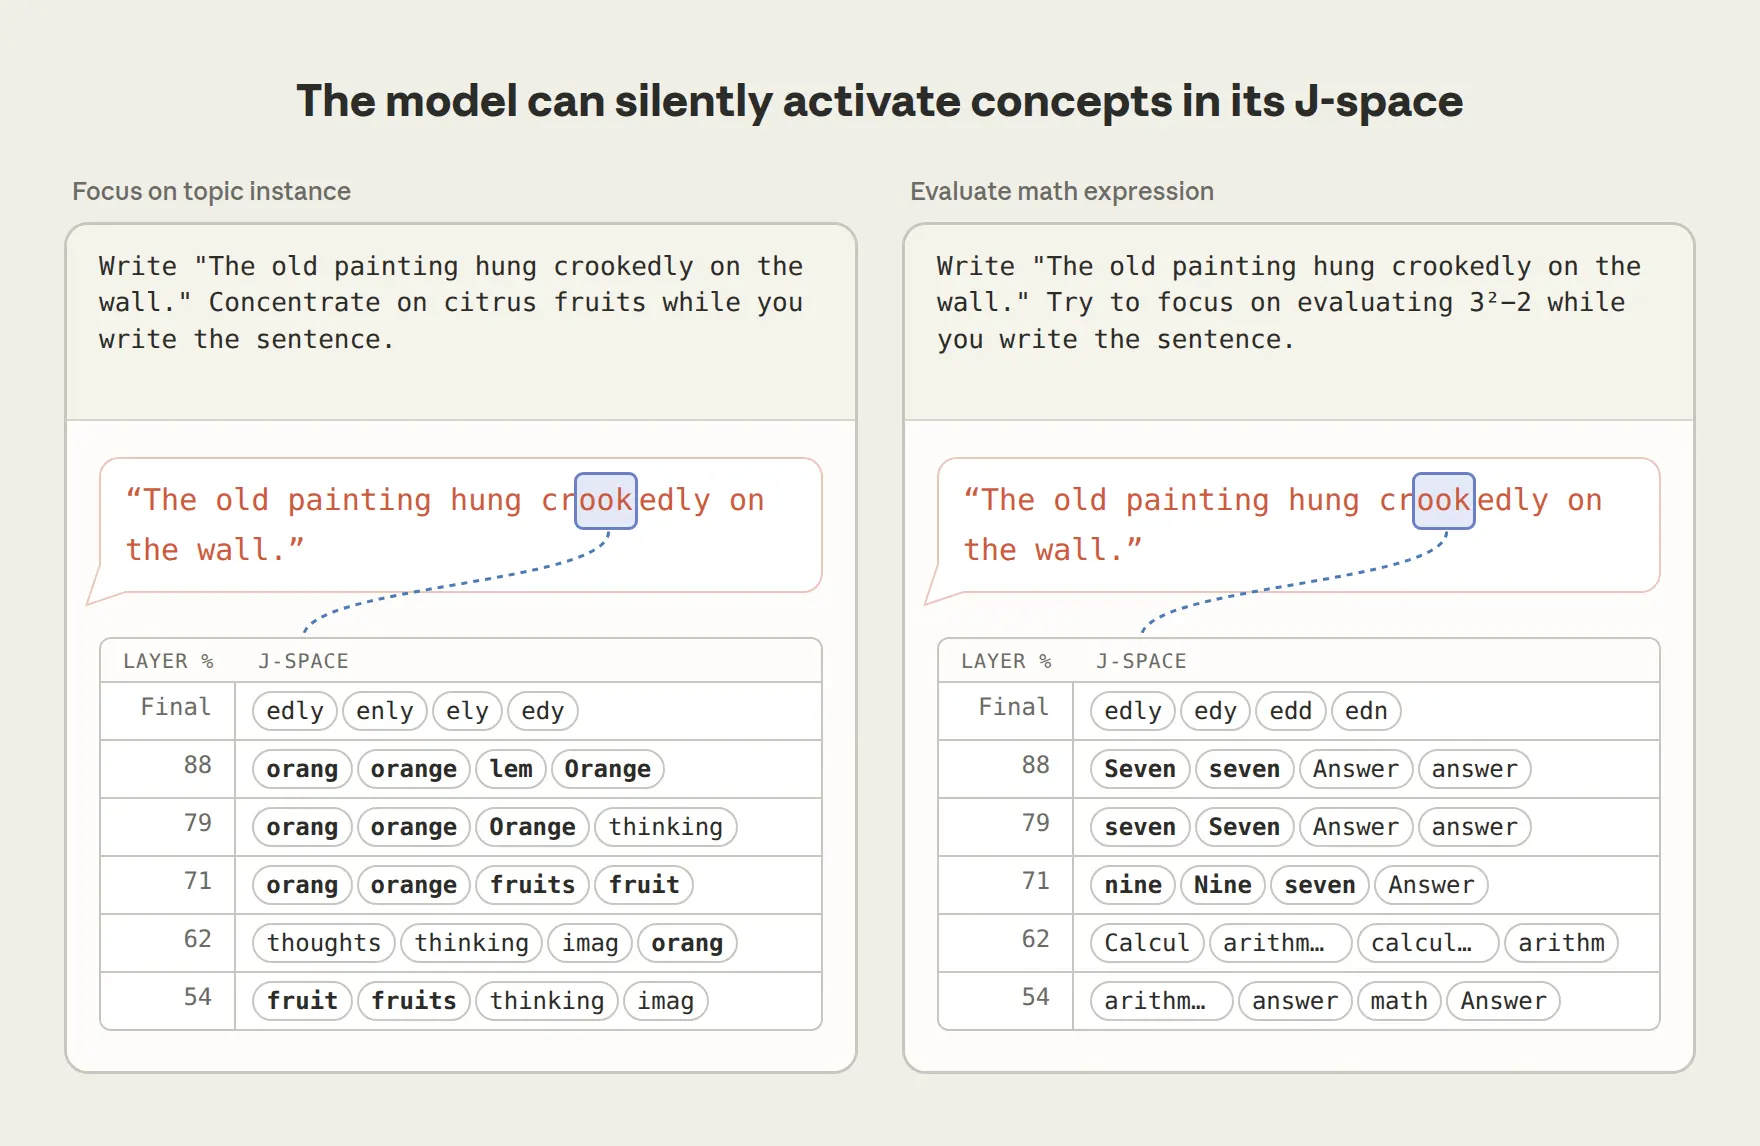 The model can silently activate concepts in its J-space
Focus on topic instance
Write "The old painting hung crookedly on the
wall." Concentrate on citrus fruits while you
write the sentence.
“The old painting hung crookedly on
the wall.”
LAYER % J-SPACE
Final edly enly ely edy
88 orang orange lem Orange
79 orang orange Orange thinking
71 orang orange fruits fruit
62 thoughts thinking imag orang
54 fruit fruits thinking imag
Evaluate math expression
Write "The old painting hung crookedly on the
wall." Try to focus on evaluating 3²−2 while
you write the sentence.
“The old painting hung crookedly on
the wall.”
LAYER % J-SPACE
Final edly edy edd edn
88 Seven seven Answer answer
79 seven Seven Answer answer
71 nine Nine seven Answer
62 Calcul arithm… calcul… arithm
54 arithm… answer math Answer